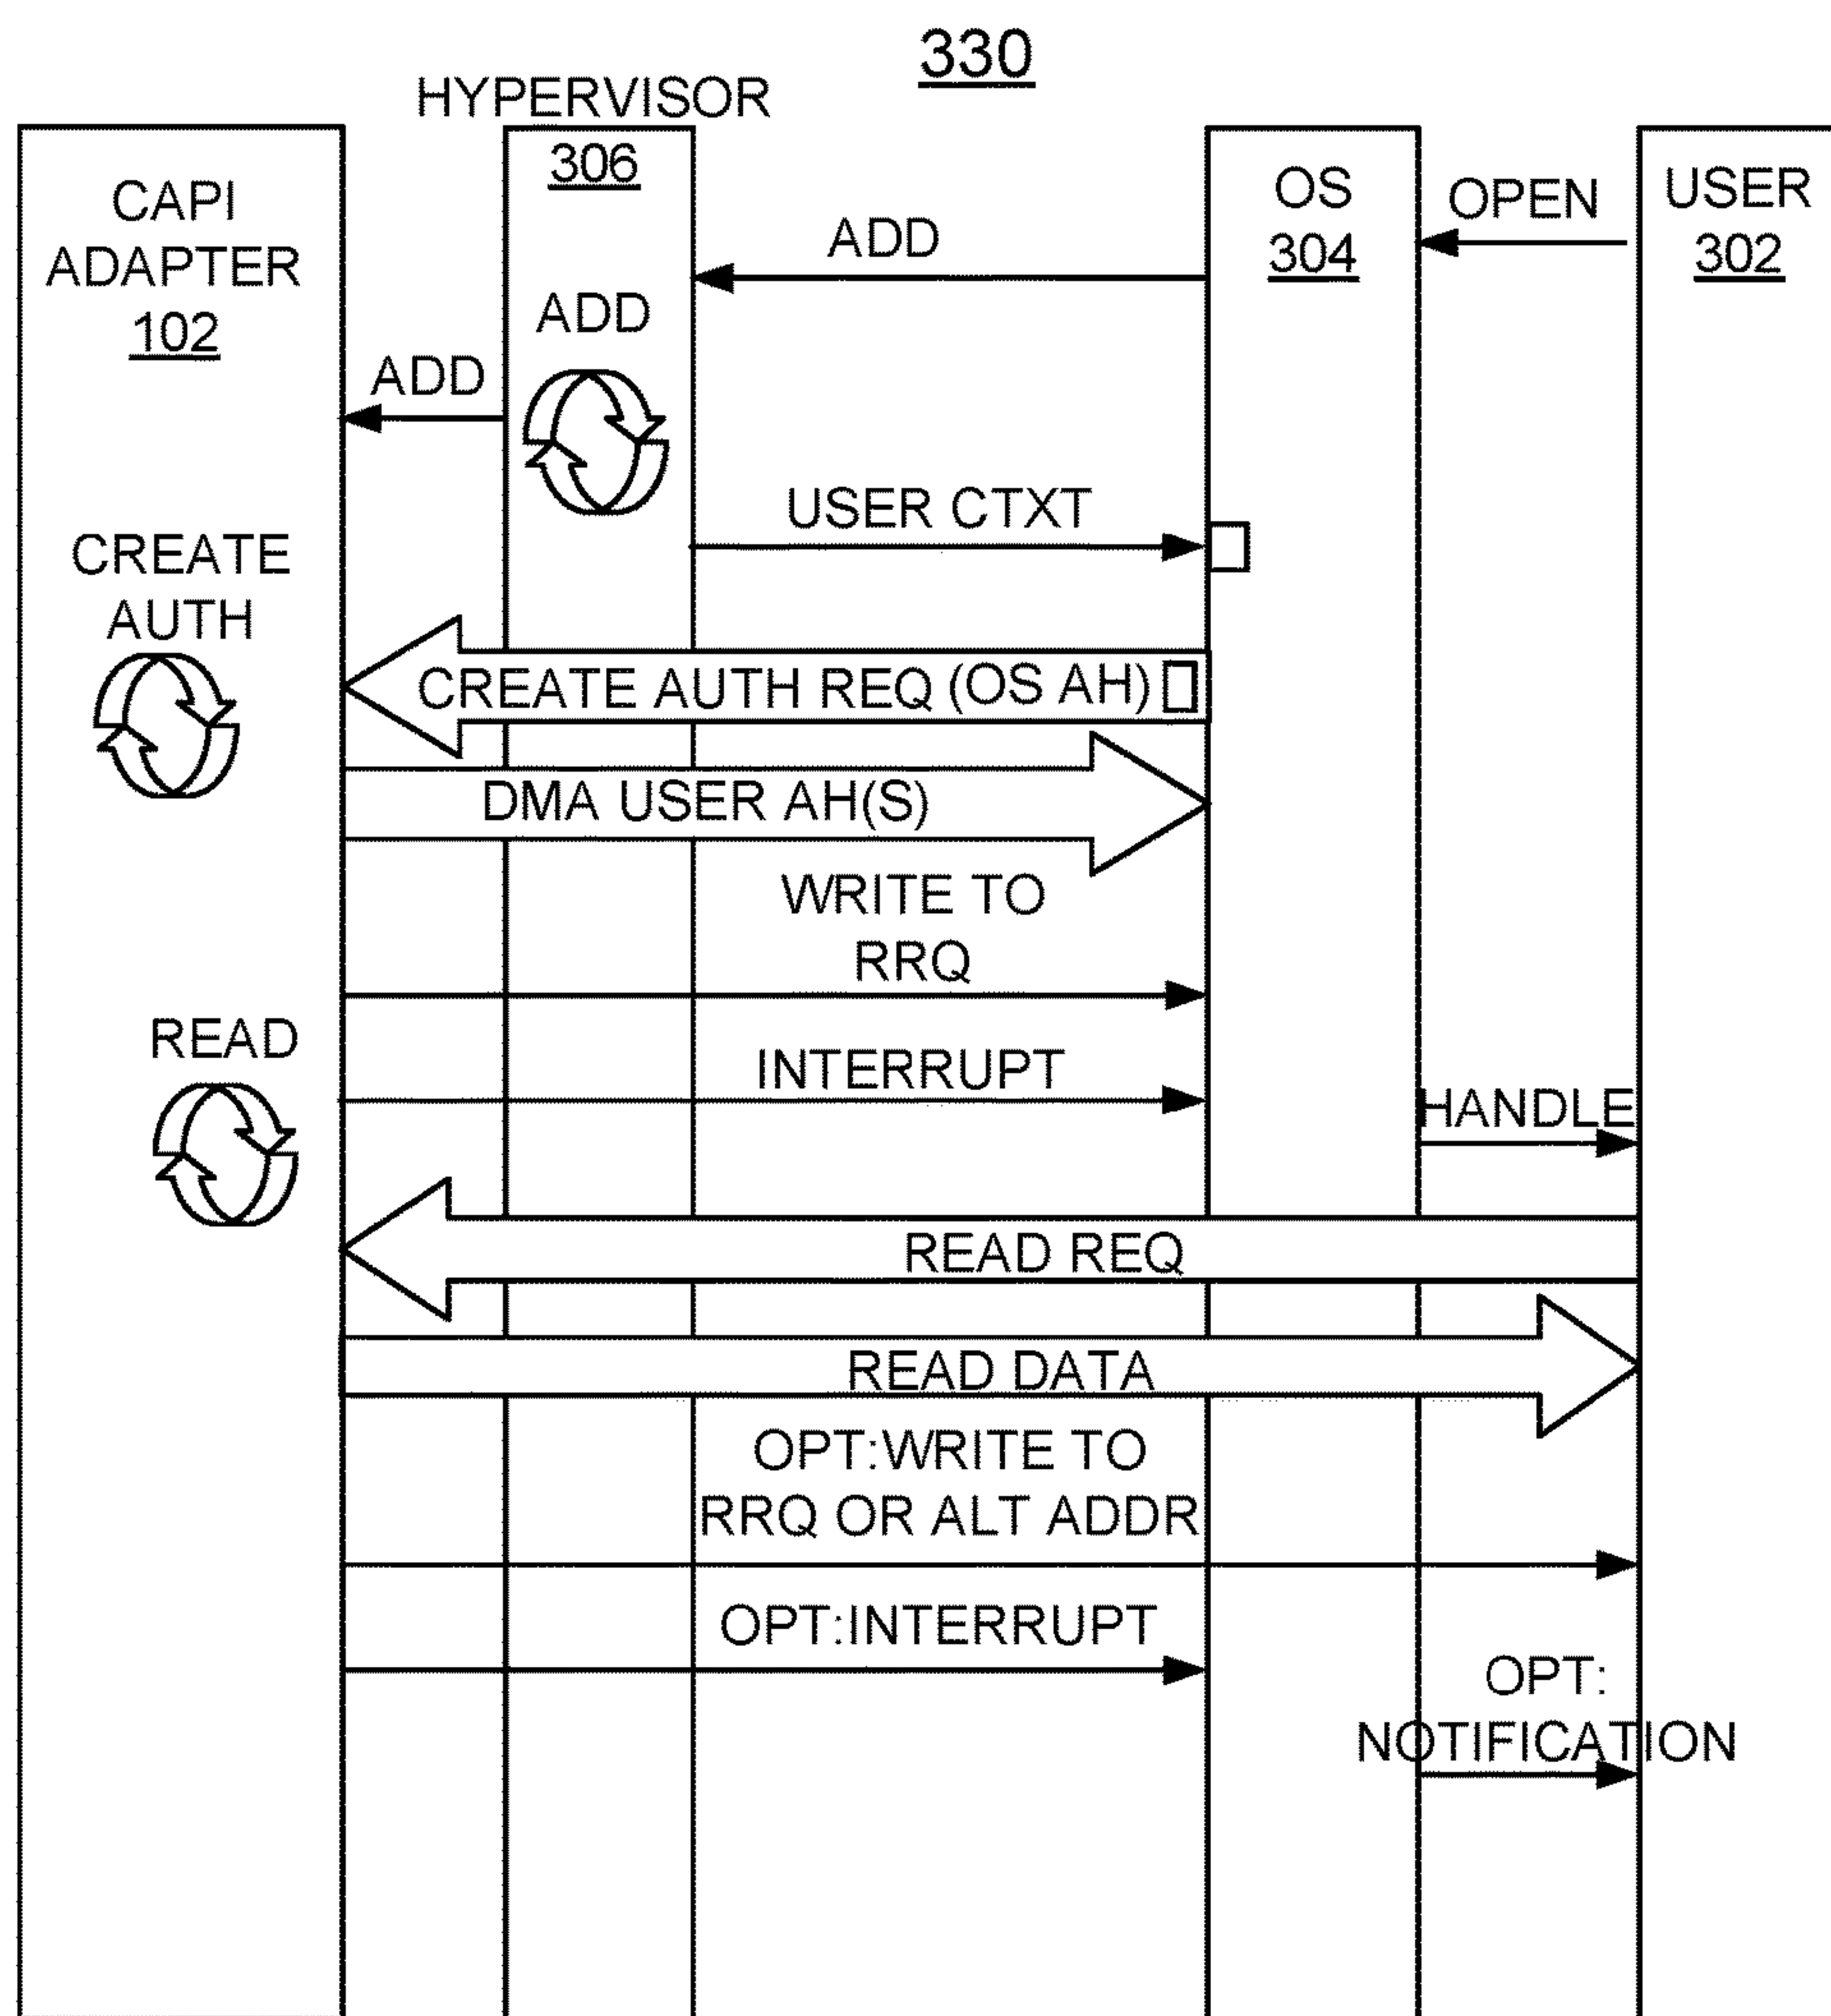 330
HYPERVISOR
306
CAPI
ADAPTER
102
OS
304
OPEN
USER
302
ADD
ADD
ADD
USER CTXT
CREATE
AUTH
CREATE AUTH REQ (OS AH)
DMA USER AH(S)
WRITE TO
RRQ
READ
INTERRUPT
HANDLE
READ REQ
READ DATA
OPT:WRITE TO
RRQ OR ALT ADDR
OPT:INTERRUPT
OPT:
NOTIFICATION